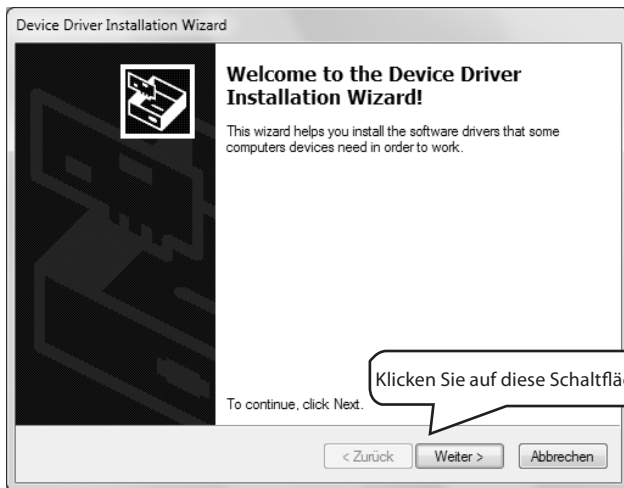 Device Driver Installation Wizard
Welcome to the Device Driver
Installation Wizard!
This wizard helps you install the software drivers that some
computers devices need in order to work.
Klicken Sie auf diese
To continue, click Next.
< Zurück
Weiter >
Abbrechen